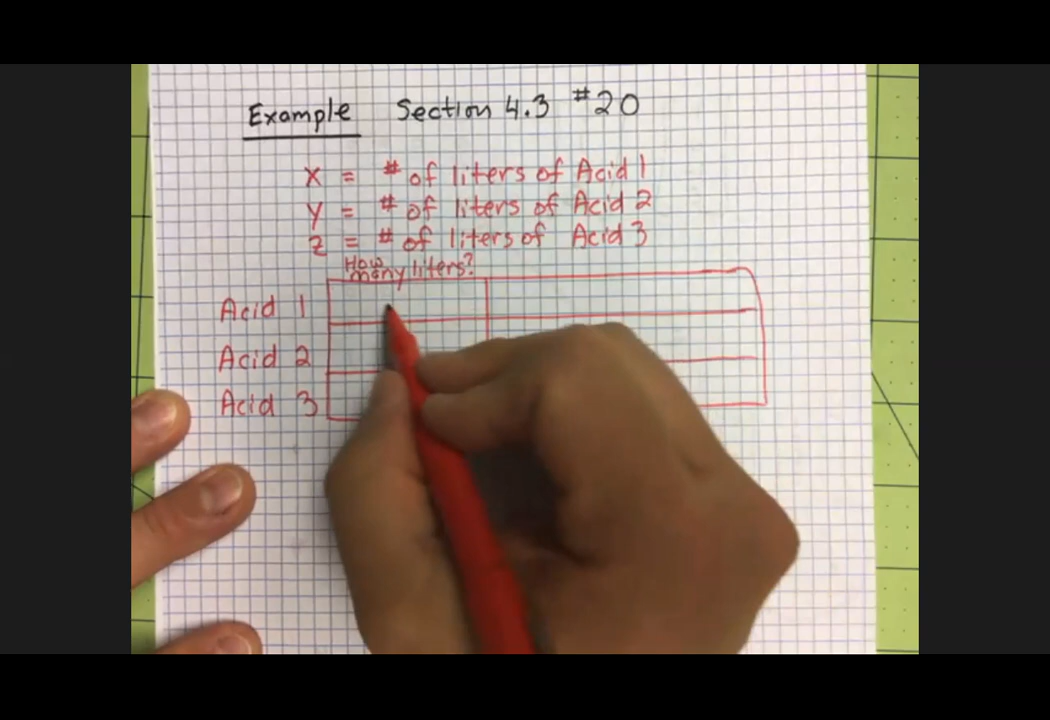 Example Section 4.3 #20
x = # of liters of Acid 1
y = # of liters of Acid 2
z = # of liters of Acid 3
How many liters?
Acid 1
Acid 2
Acid 3